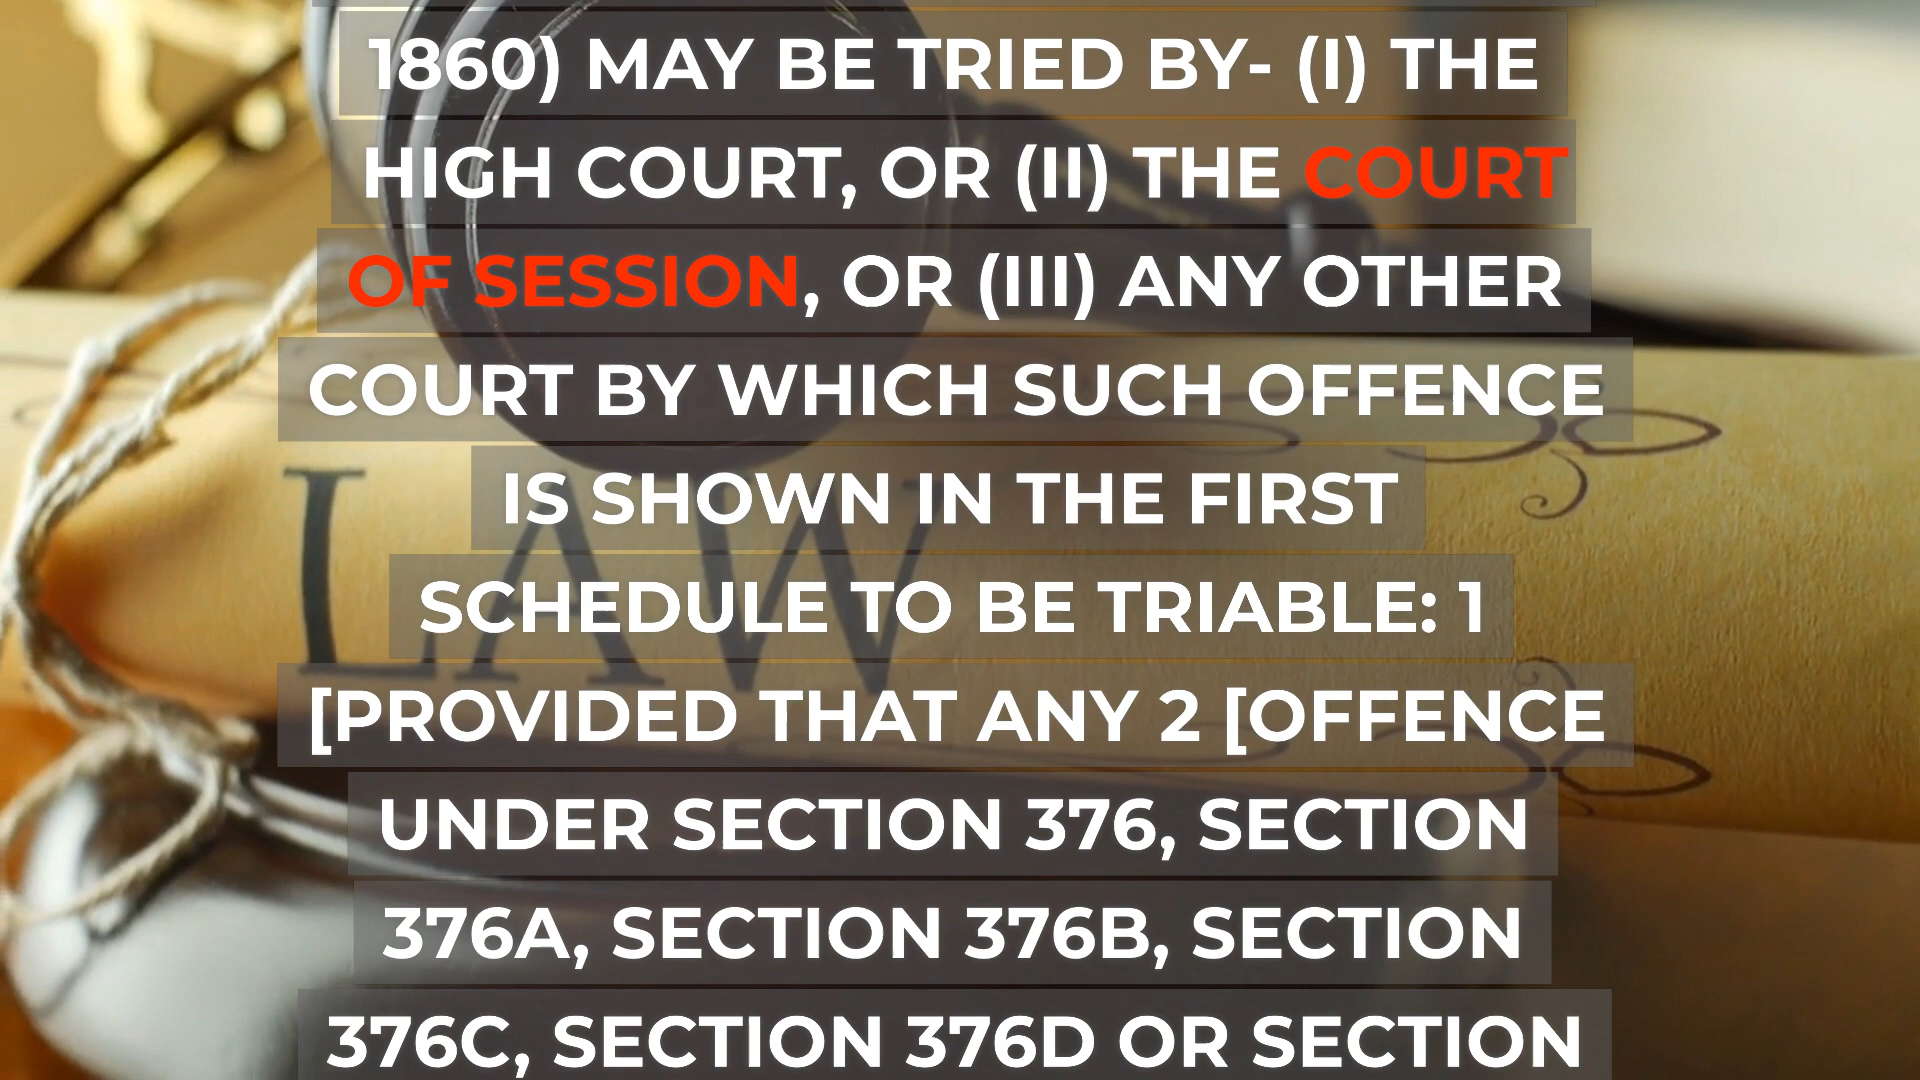 1860) MAY BE TRIED BY- (I) THE
HIGH COURT, OR (II) THE COURT
OF SESSION, OR (III) ANY OTHER
COURT BY WHICH SUCH OFFENCE
IS SHOWN IN THE FIRST
SCHEDULE TO BE TRIABLE: 1
[PROVIDED THAT ANY 2 [OFFENCE
UNDER SECTION 376, SECTION
376A, SECTION 376B, SECTION
376C, SECTION 376D OR SECTION
LAW